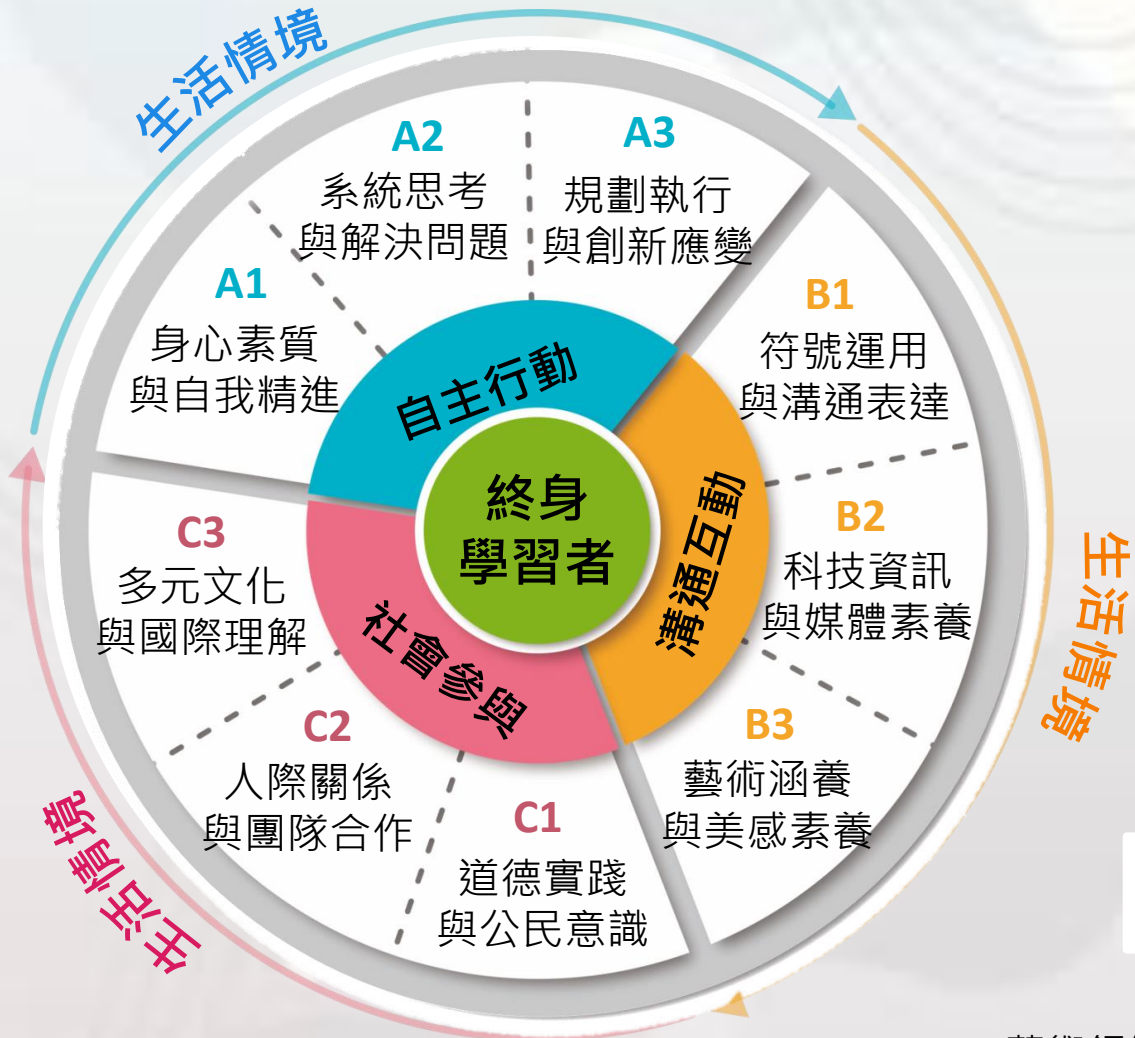 生活情境
A1
身心素質
與自我精進
A2
系統思考
與解決問題
A3
規劃執行
與創新應變
B1
符號運用
與溝通表達
B2
科技資訊
與媒體素養
B3
藝術涵養
與美感素養
C1
道德實踐
與公民意識
C2
人際關係
與團隊合作
C3
多元文化
與國際理解
自主行動
溝通互動
社會參與
終身
學習者
生活情境
生活情境